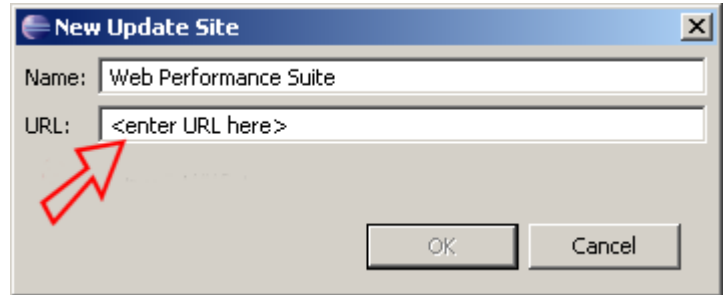 New Update Site
Name: Web Performance Suite
URL: <enter URL here>
OK Cancel